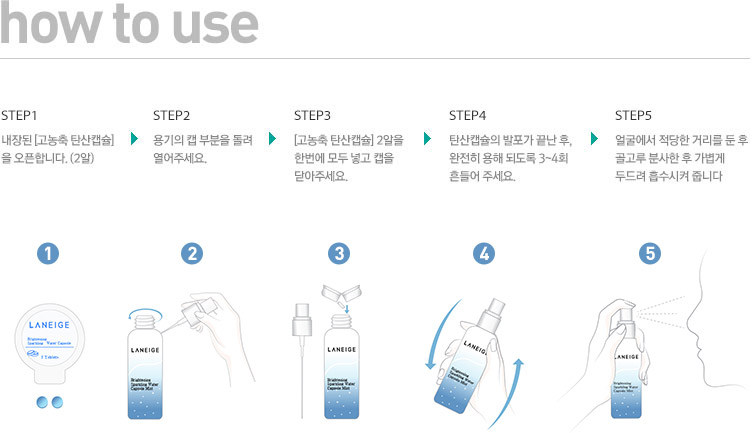 how to use
STEP1
내장된 [고농축 탄산캡슐]
을 오픈합니다. (2알)
STEP2
용기의 캡 부분을 돌려
열어주세요.
STEP3
[고농축 탄산캡슐] 2알을
한번에 모두 넣고 캡을
닫아주세요.
STEP4
탄산캡슐의 발포가 끝난 후,
완전히 용해 되도록 3~4회
흔들어 주세요.
STEP5
얼굴에서 적당한 거리를 둔 후
골고루 분사한 후 가볍게
두드려 흡수시켜 줍니다
1
LANEIGE
Brightening
Sparkling Water Capsule
2 Tablets
2
LANEIGE
Brightening
Sparkling Water
Capsule Mist
3
LANEIGE
Brightening
Sparkling Water
Capsule Mist
4
LANEIGE
Brightening
Sparkling Water
Capsule Mist
5
LANEIGE
Brightening
Sparkling Water
Capsule Mist